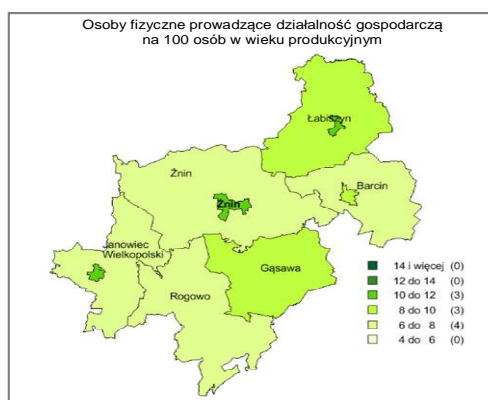 Osoby fizyczne prowadzące działalność gospodarczą
na 100 osób w wieku produkcyjnym
Łabiszyn
Żnin
Barcin
Żnin
Janowiec
Wielkopolski
Gąsawa
Rogowo
14 i więcej (0)
12 do 14 (0)
10 do 12 (3)
8 do 10 (3)
6 do 8 (4)
4 do 6 (0)